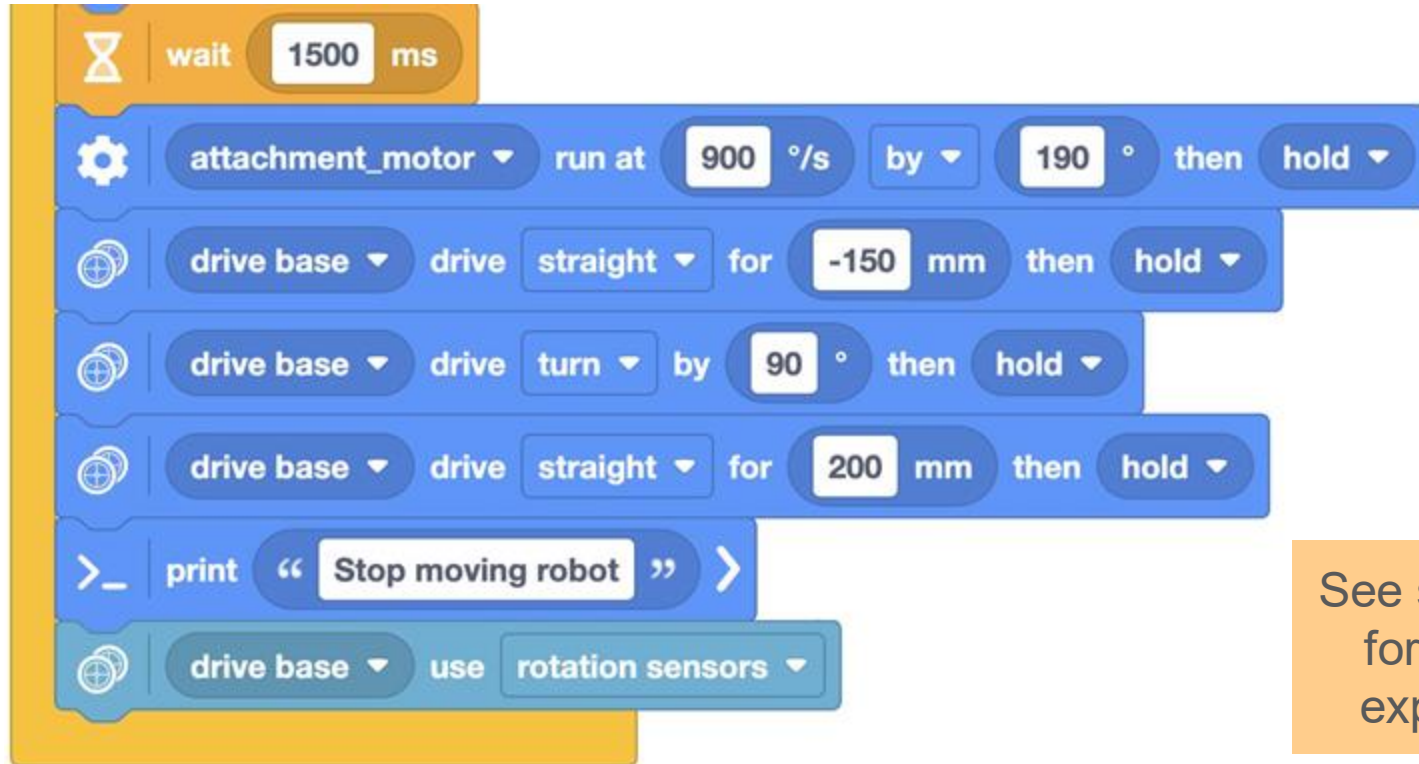 wait 1500 ms
attachment_motor run at 900 °/s by 190 ° then hold
drive base drive straight for -150 mm then hold
drive base drive turn by 90 ° then hold
drive base drive straight for 200 mm then hold
>_ print “ Stop moving robot ”
drive base use rotation sensors
See
for
exp